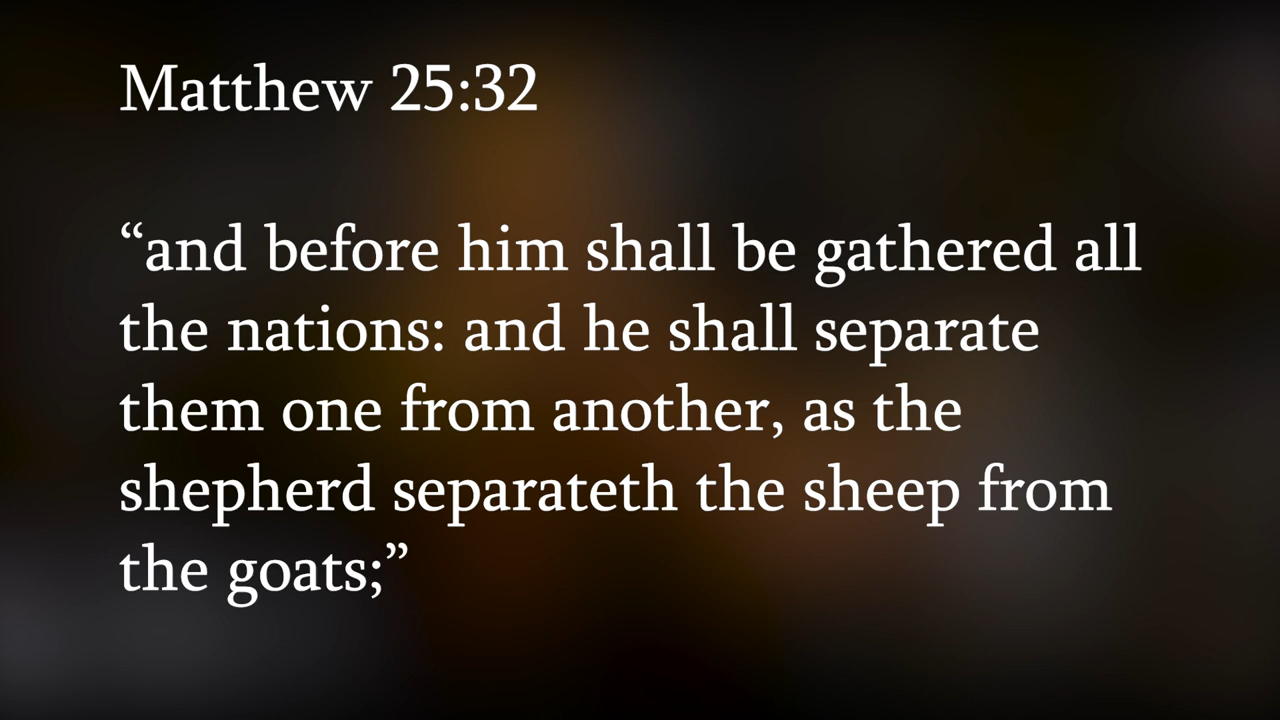 Matthew 25:32
“and before him shall be gathered all
the nations: and he shall separate
them one from another, as the
shepherd separateth the sheep from
the goats;”